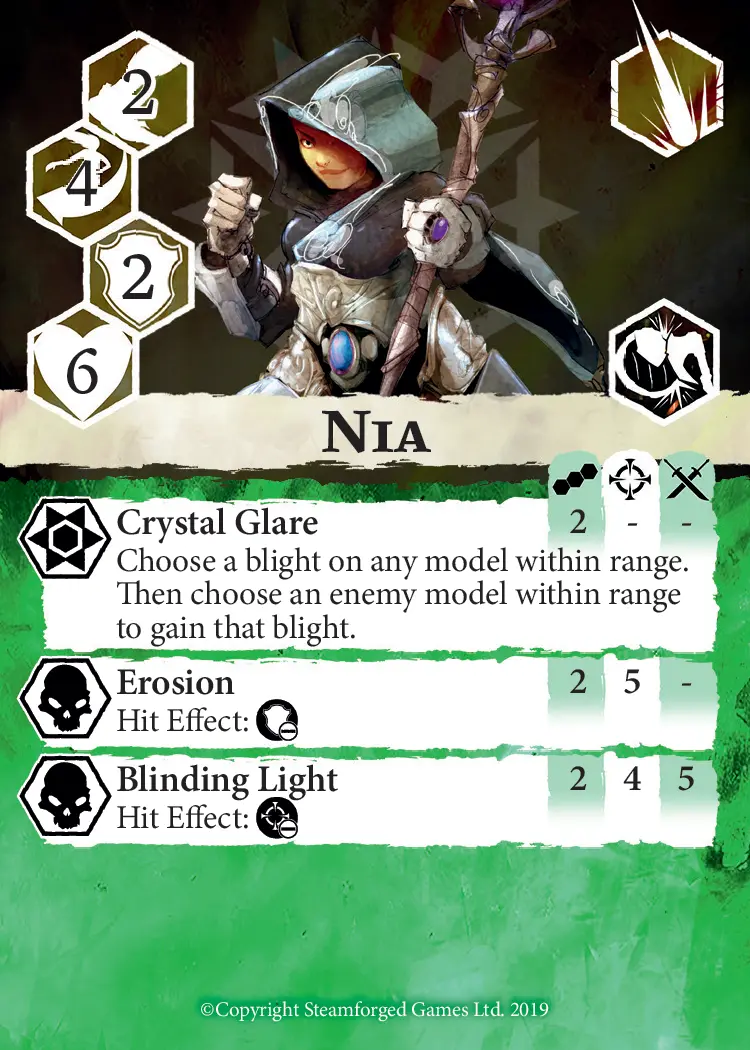 2
4
2
6
Nia
Crystal Glare 2 - -
Choose a blight on any model within range.
Then choose an enemy model within range
to gain that blight.
Erosion 2 5 -
Hit Effect:
Blinding Light 2 4 5
Hit Effect:
©Copyright Steamforged Games Ltd. 2019